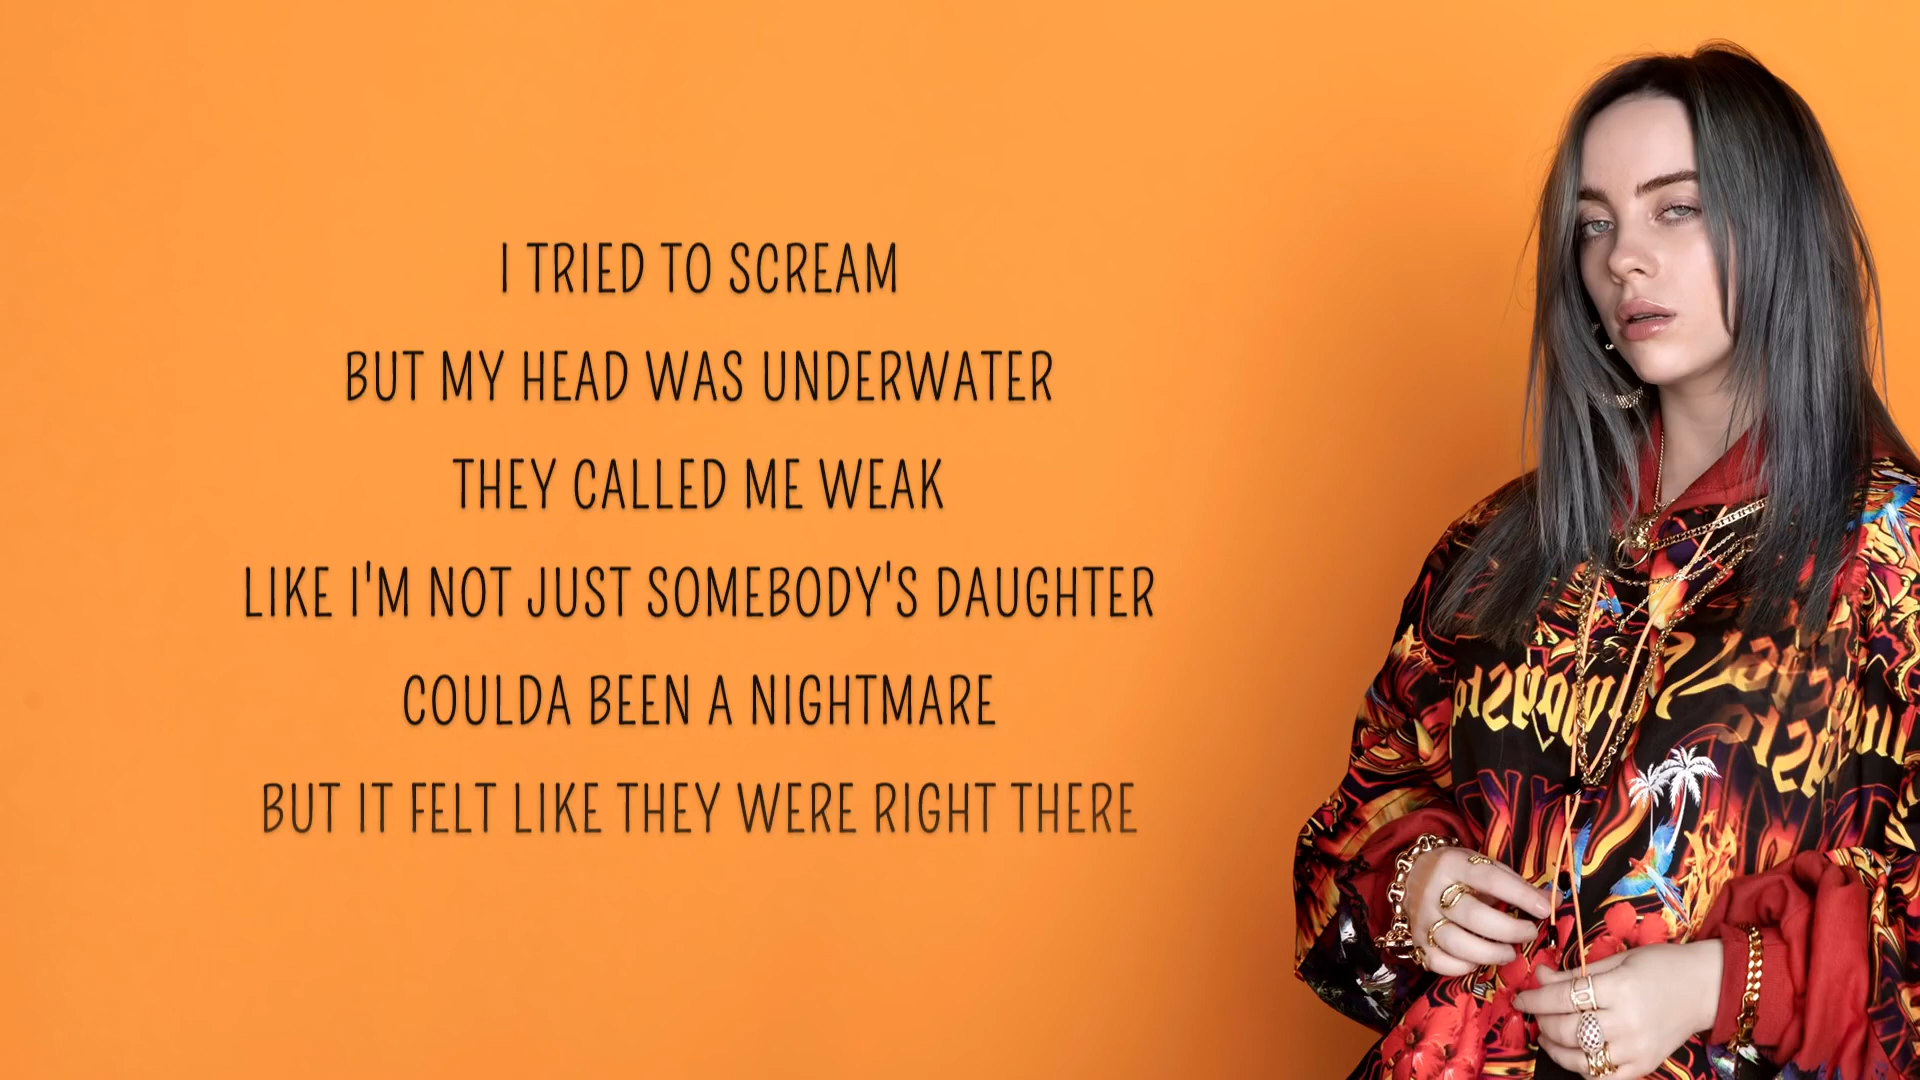 I TRIED TO SCREAM
BUT MY HEAD WAS UNDERWATER
THEY CALLED ME WEAK
LIKE I'M NOT JUST SOMEBODY'S DAUGHTER
COULDA BEEN A NIGHTMARE
BUT IT FELT LIKE THEY WERE RIGHT THERE